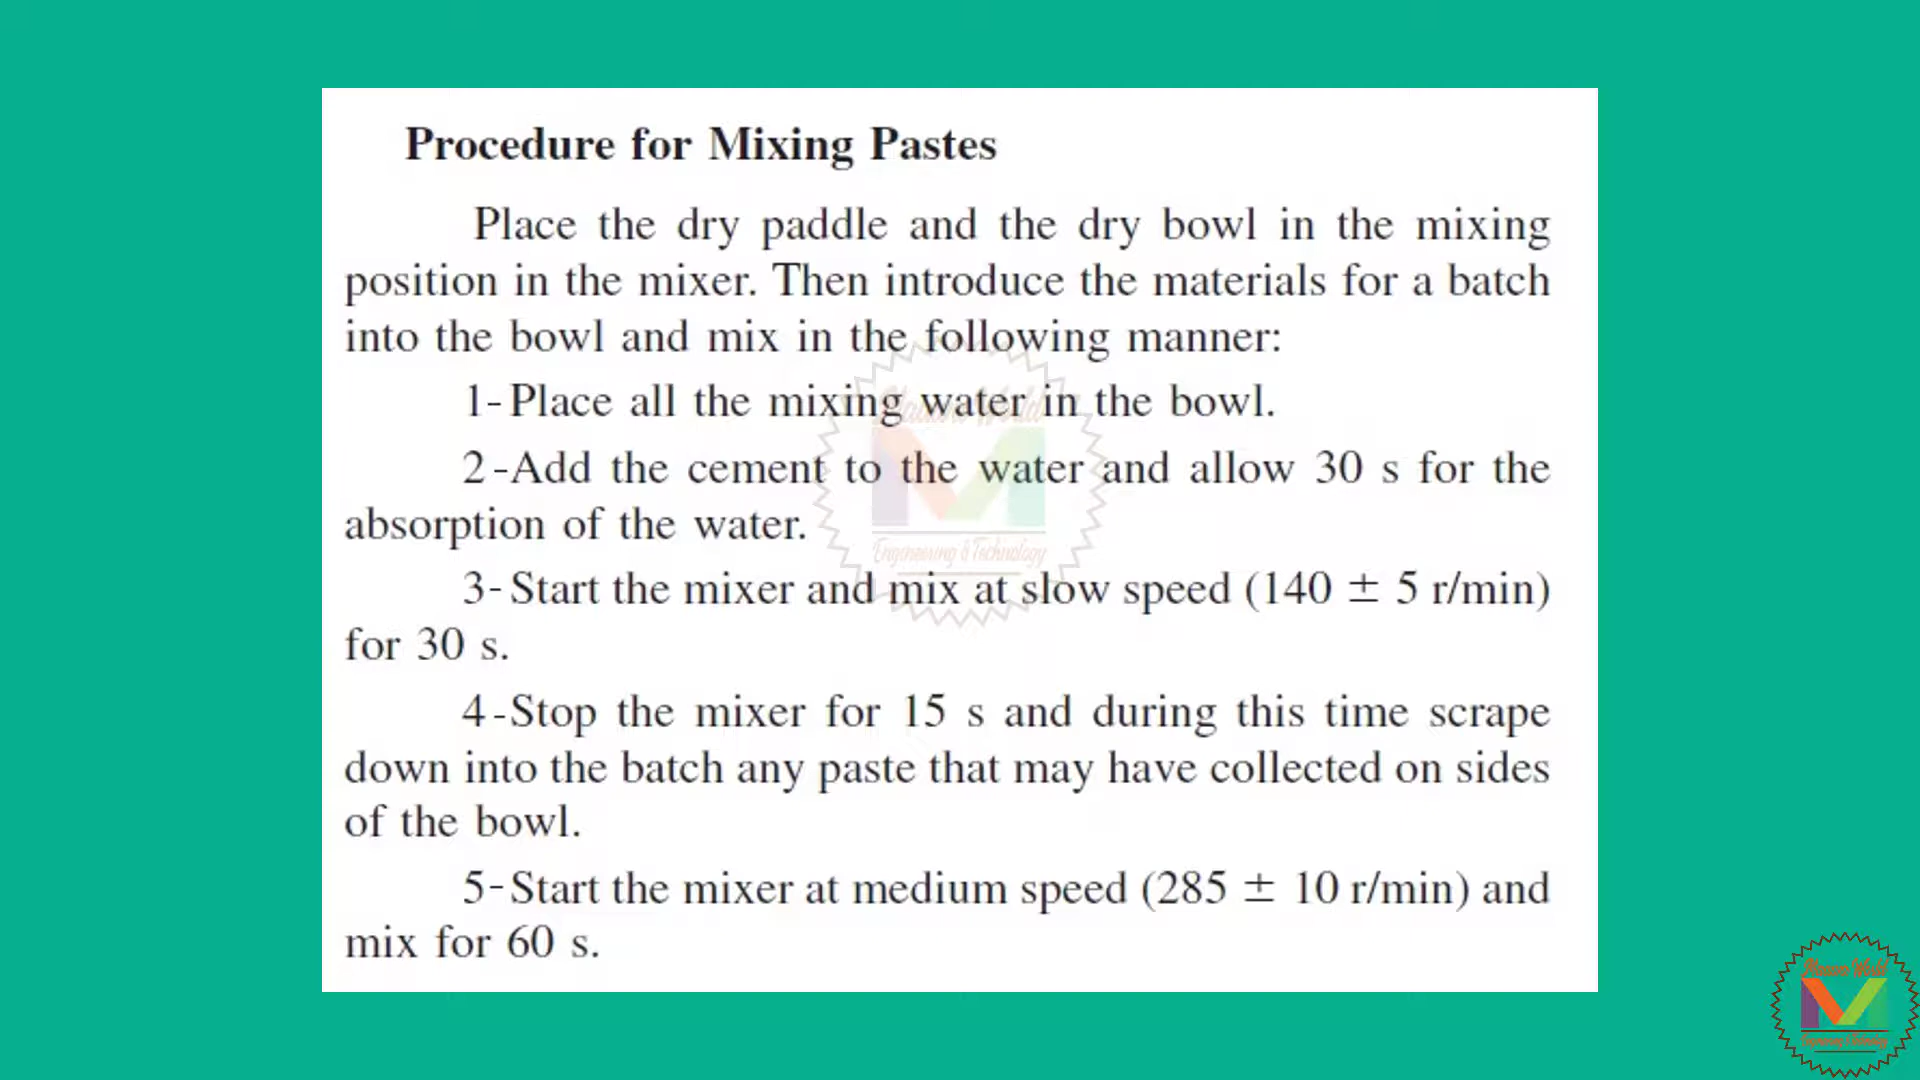 Procedure for Mixing Pastes
Place the dry paddle and the dry bowl in the mixing
position in the mixer. Then introduce the materials for a batch
into the bowl and mix in the following manner:
1-Place all the mixing water in the bowl.
2-Add the cement to the water and allow 30 s for the
absorption of the water.
3-Start the mixer and mix at slow speed (140 ± 5 r/min)
for 30 s.
4-Stop the mixer for 15 s and during this time scrape
down into the batch any paste that may have collected on sides
of the bowl.
5-Start the mixer at medium speed (285 ± 10 r/min) and
mix for 60 s.
Engineering & Technology
Engineering & Technology